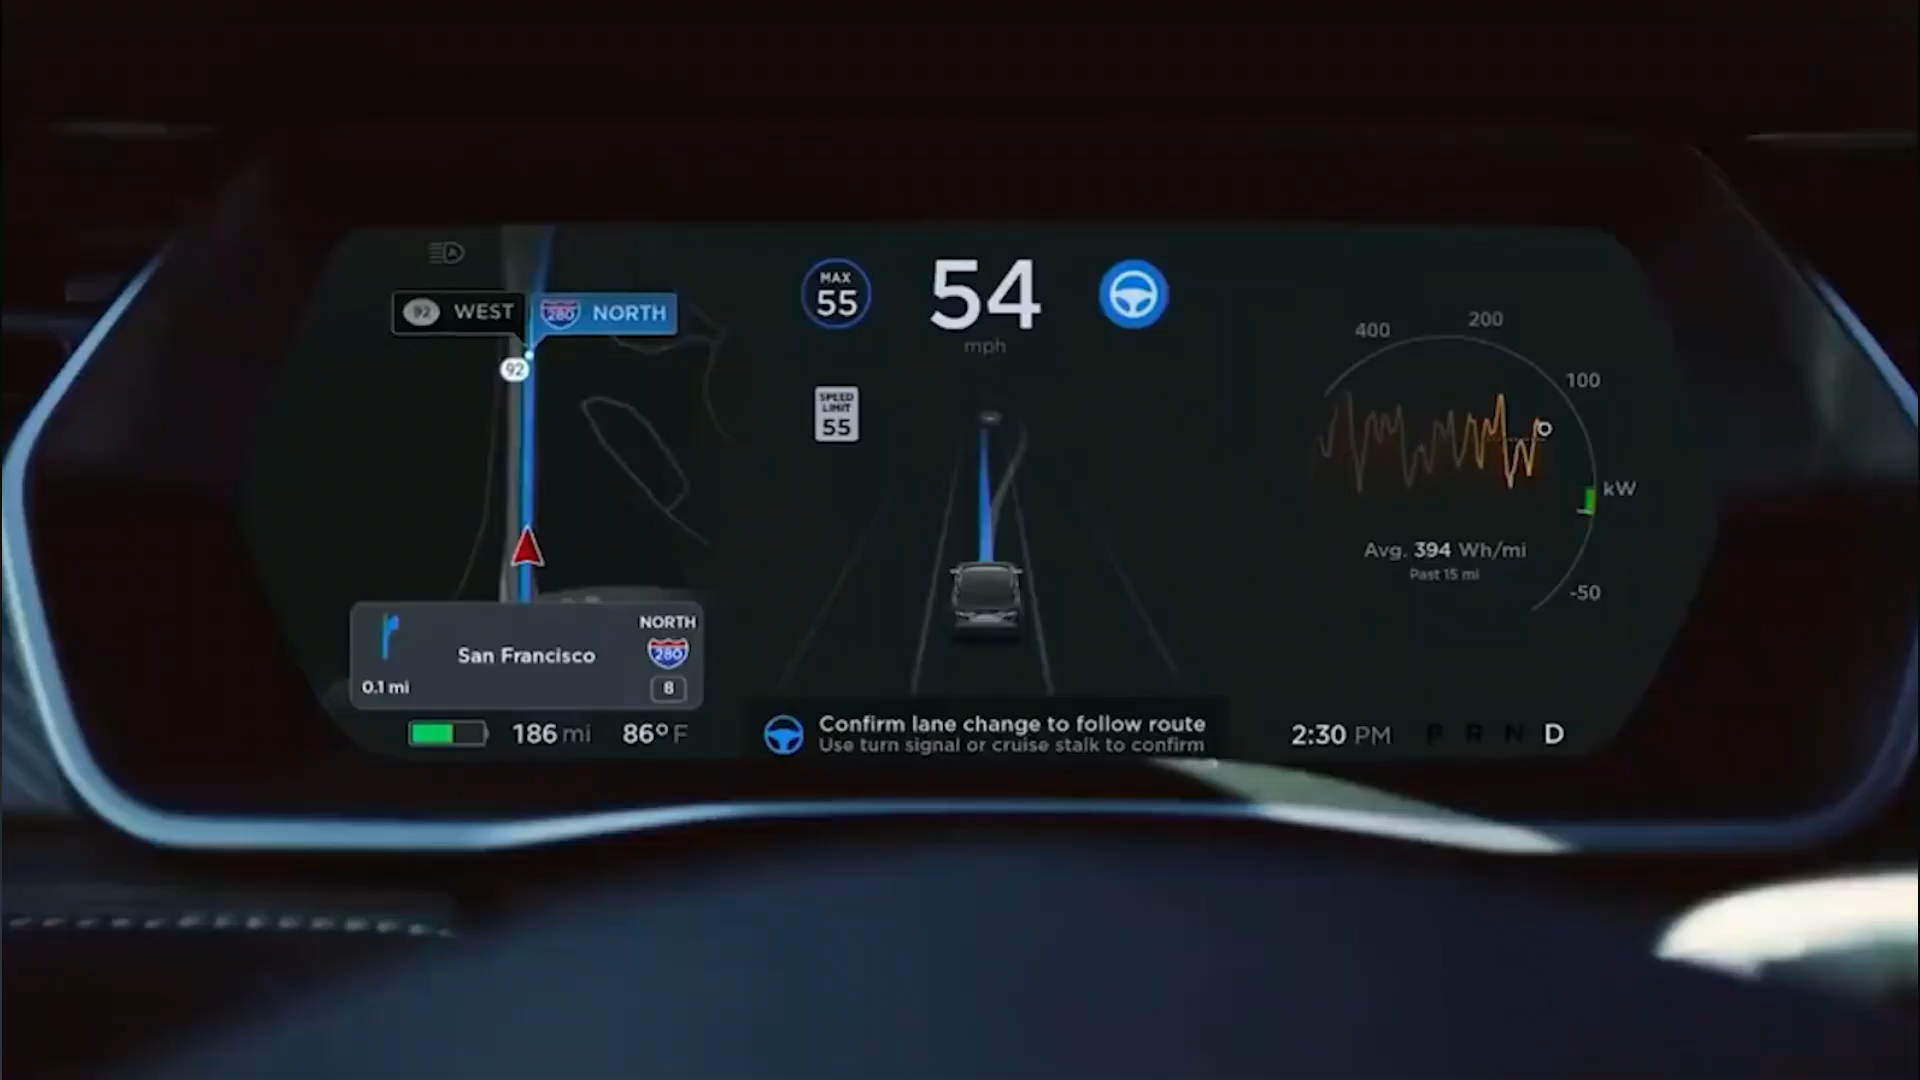 92 WEST
280 NORTH
92
NORTH
280
San Francisco
0.1 mi
8
186 mi
86° F
MAX
55
54
mph
SPEED
LIMIT
55
Confirm lane change to follow route
Use turn signal or cruise stalk to confirm
400
200
100
kW
-50
Avg. 394 Wh/mi
Past 15 mi
2:30 PM
P R N D